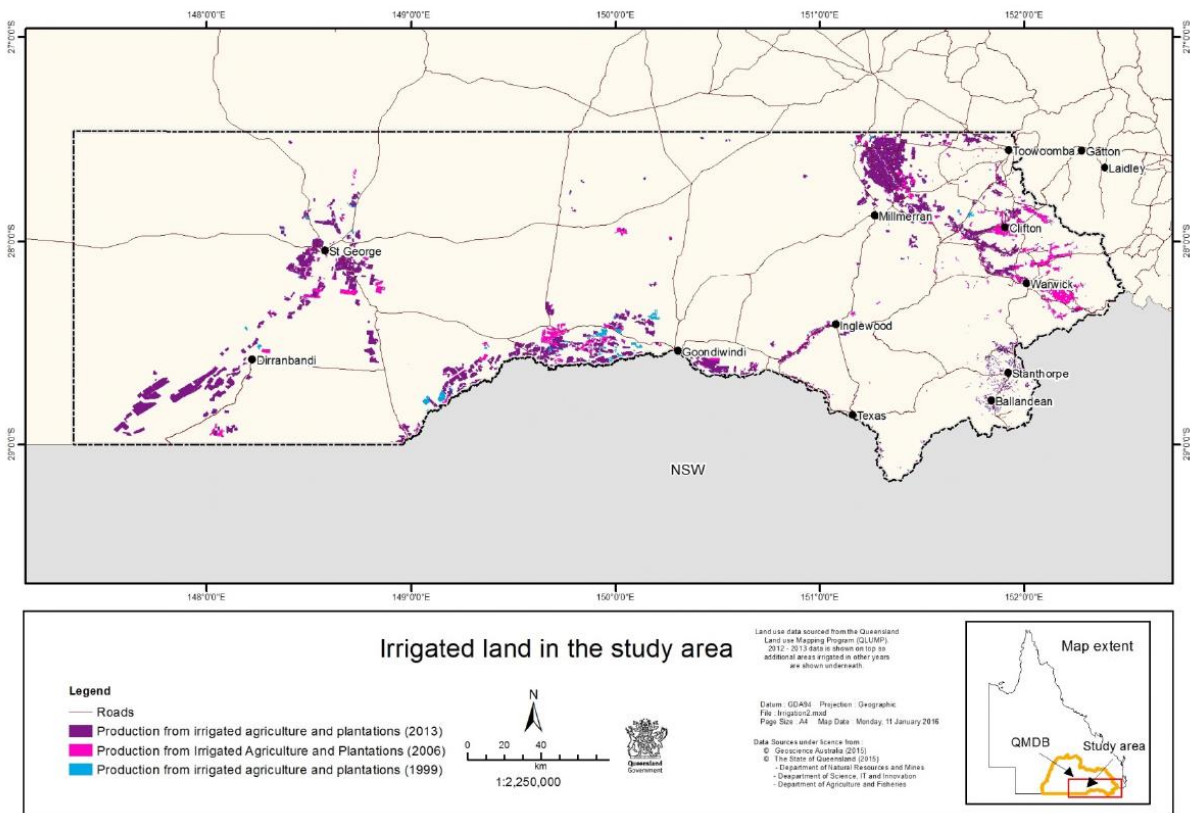 148°0'0"E 149°0'0"E 150°0'0"E 151°0'0"E 152°0'0"E
27°0'0"S 27°0'0"S
Toowoomba Gatton
Laidley
Millmerran
Clifton
28°0'0"S 28°0'0"S
St George
Warwick
Inglewood
Goondiwindi
Dirranbandi
Stanthorpe
Ballandean
Texas
29°0'0"S 29°0'0"S
NSW
148°0'0"E 149°0'0"E 150°0'0"E 151°0'0"E 152°0'0"E
Irrigated land in the study area
Legend
Roads
Production from irrigated agriculture and plantations (2013)
Production from Irrigated Agriculture and Plantations (2006)
Production from irrigated agriculture and plantations (1999)
N
0 20 40
km
1:2,250,000
Queensland
Government
Land use data sourced from the Queensland
Land use Mapping Program (QLUMP).
2012 - 2013 data is shown on top so
additional areas irrigated in other years
are shown underneath.
Datum : GDA94 Projection : Geographic
File : Irrigation2.mxd
Page Size : A4 Map Date : Monday, 11 January 2016
Data Sources under licence from :
© Geoscience Australia (2015)
© The State of Queensland (2015)
- Department of Natural Resources and Mines
- Deapartment of Science, IT and Innovation
- Department of Agriculture and Fisheries
Map extent
QMDB
Study area